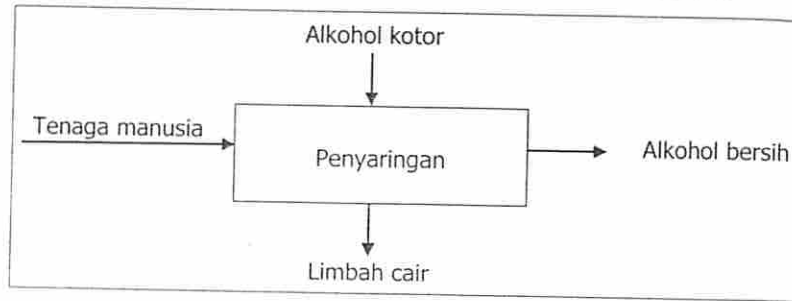 Alkohol kotor
Tenaga manusia
Penyaringan
Alkohol bersih
Limbah cair